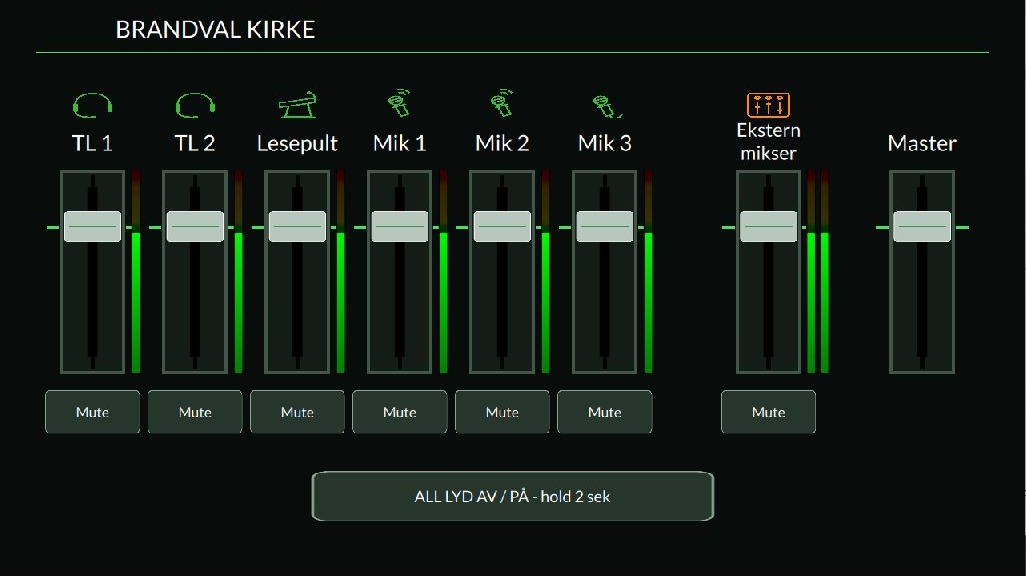 BRANDVAL KIRKE
TL 1
TL 2
Lesepult
Mik 1
Mik 2
Mik 3
Ekstern
mikser
Master
Mute
Mute
Mute
Mute
Mute
Mute
Mute
ALL LYD AV / PÅ - hold 2 sek